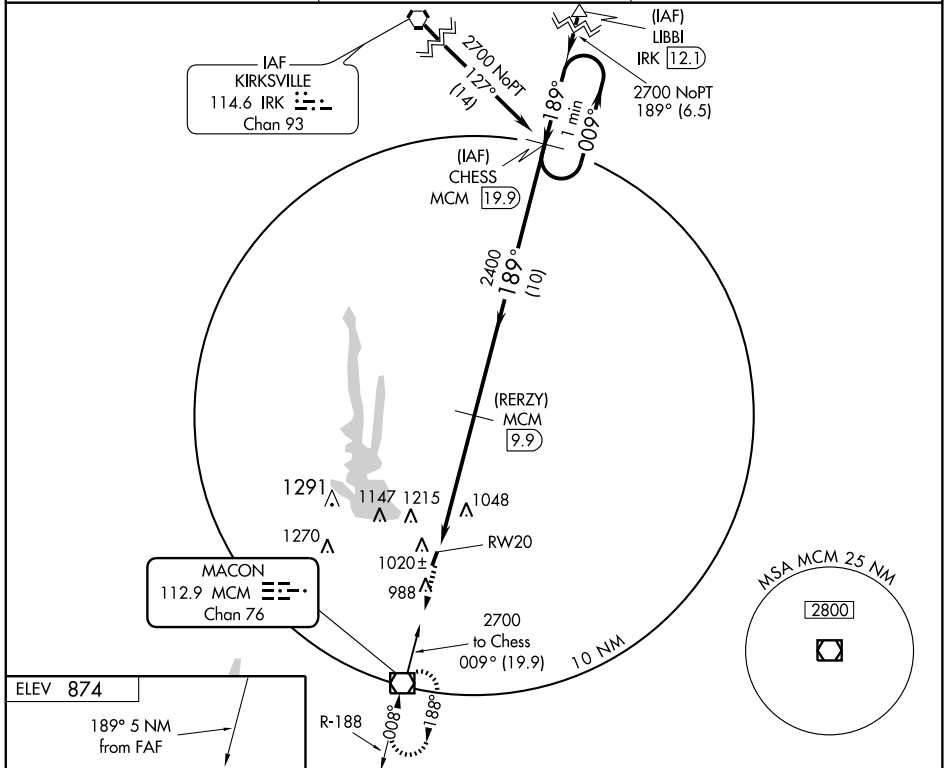 IAF
KIRKSVILLE
114.6 IRK
Chan 93
2700 NoPT
127°
(14)
(IAF)
LIBBI
IRK 12.1
2700 NoPT
189° (6.5)
189°
1 min
009°
(IAF)
CHESS
MCM 19.9
2400
189°
(10)
(RERZY)
MCM
9.9
1291
1147
1215
1048
1270
1020±
988
RW20
MACON
112.9 MCM
Chan 76
2700
to Chess
009° (19.9)
10 NM
MSA MCM 25 NM
2800
ELEV 874
189° 5 NM
from FAF
R-188
008°
188°